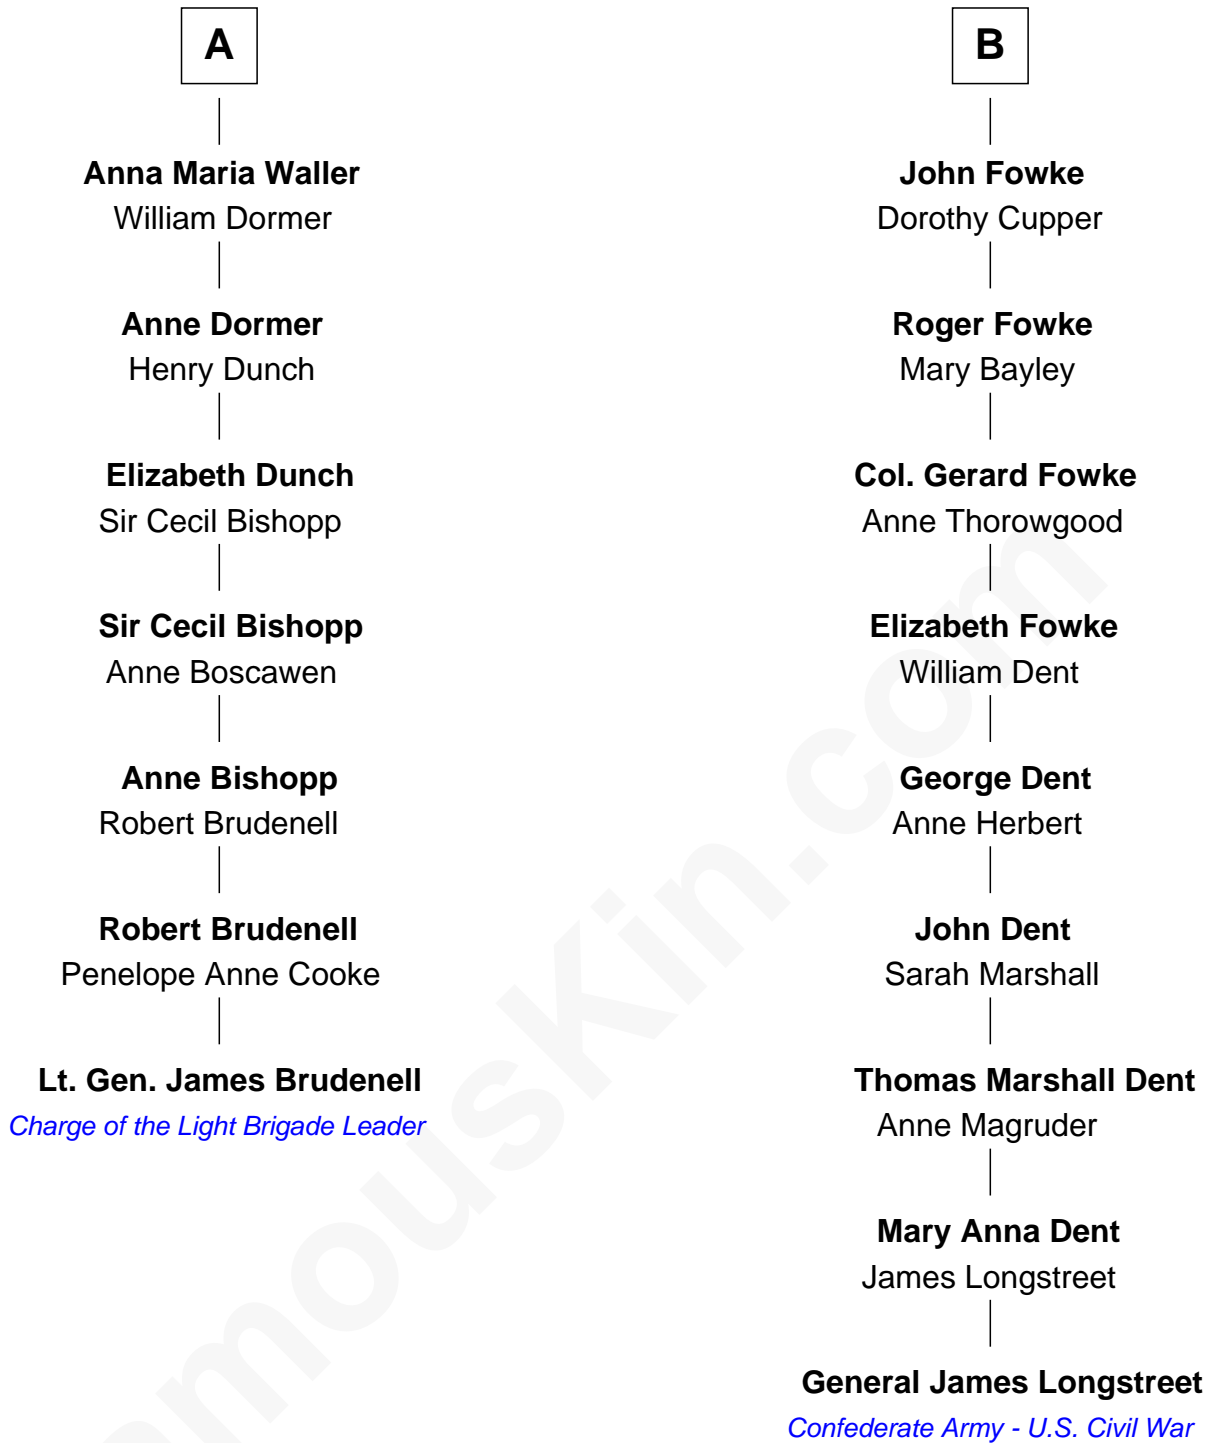 A
Anna Maria Waller
William Dormer
Anne Dormer
Henry Dunch
Elizabeth Dunch
Sir Cecil Bishopp
Sir Cecil Bishopp
Anne Boscawen
Anne Bishopp
Robert Brudenell
Robert Brudenell
Penelope Anne Cooke
Lt. Gen. James Brudenell
Charge of the Light Brigade Leader
B
John Fowke
Dorothy Cupper
Roger Fowke
Mary Bayley
Col. Gerard Fowke
Anne Thorowgood
Elizabeth Fowke
William Dent
George Dent
Anne Herbert
John Dent
Sarah Marshall
Thomas Marshall Dent
Anne Magruder
Mary Anna Dent
James Longstreet
General James Longstreet
Confederate Army - U.S. Civil War
amousKin.com